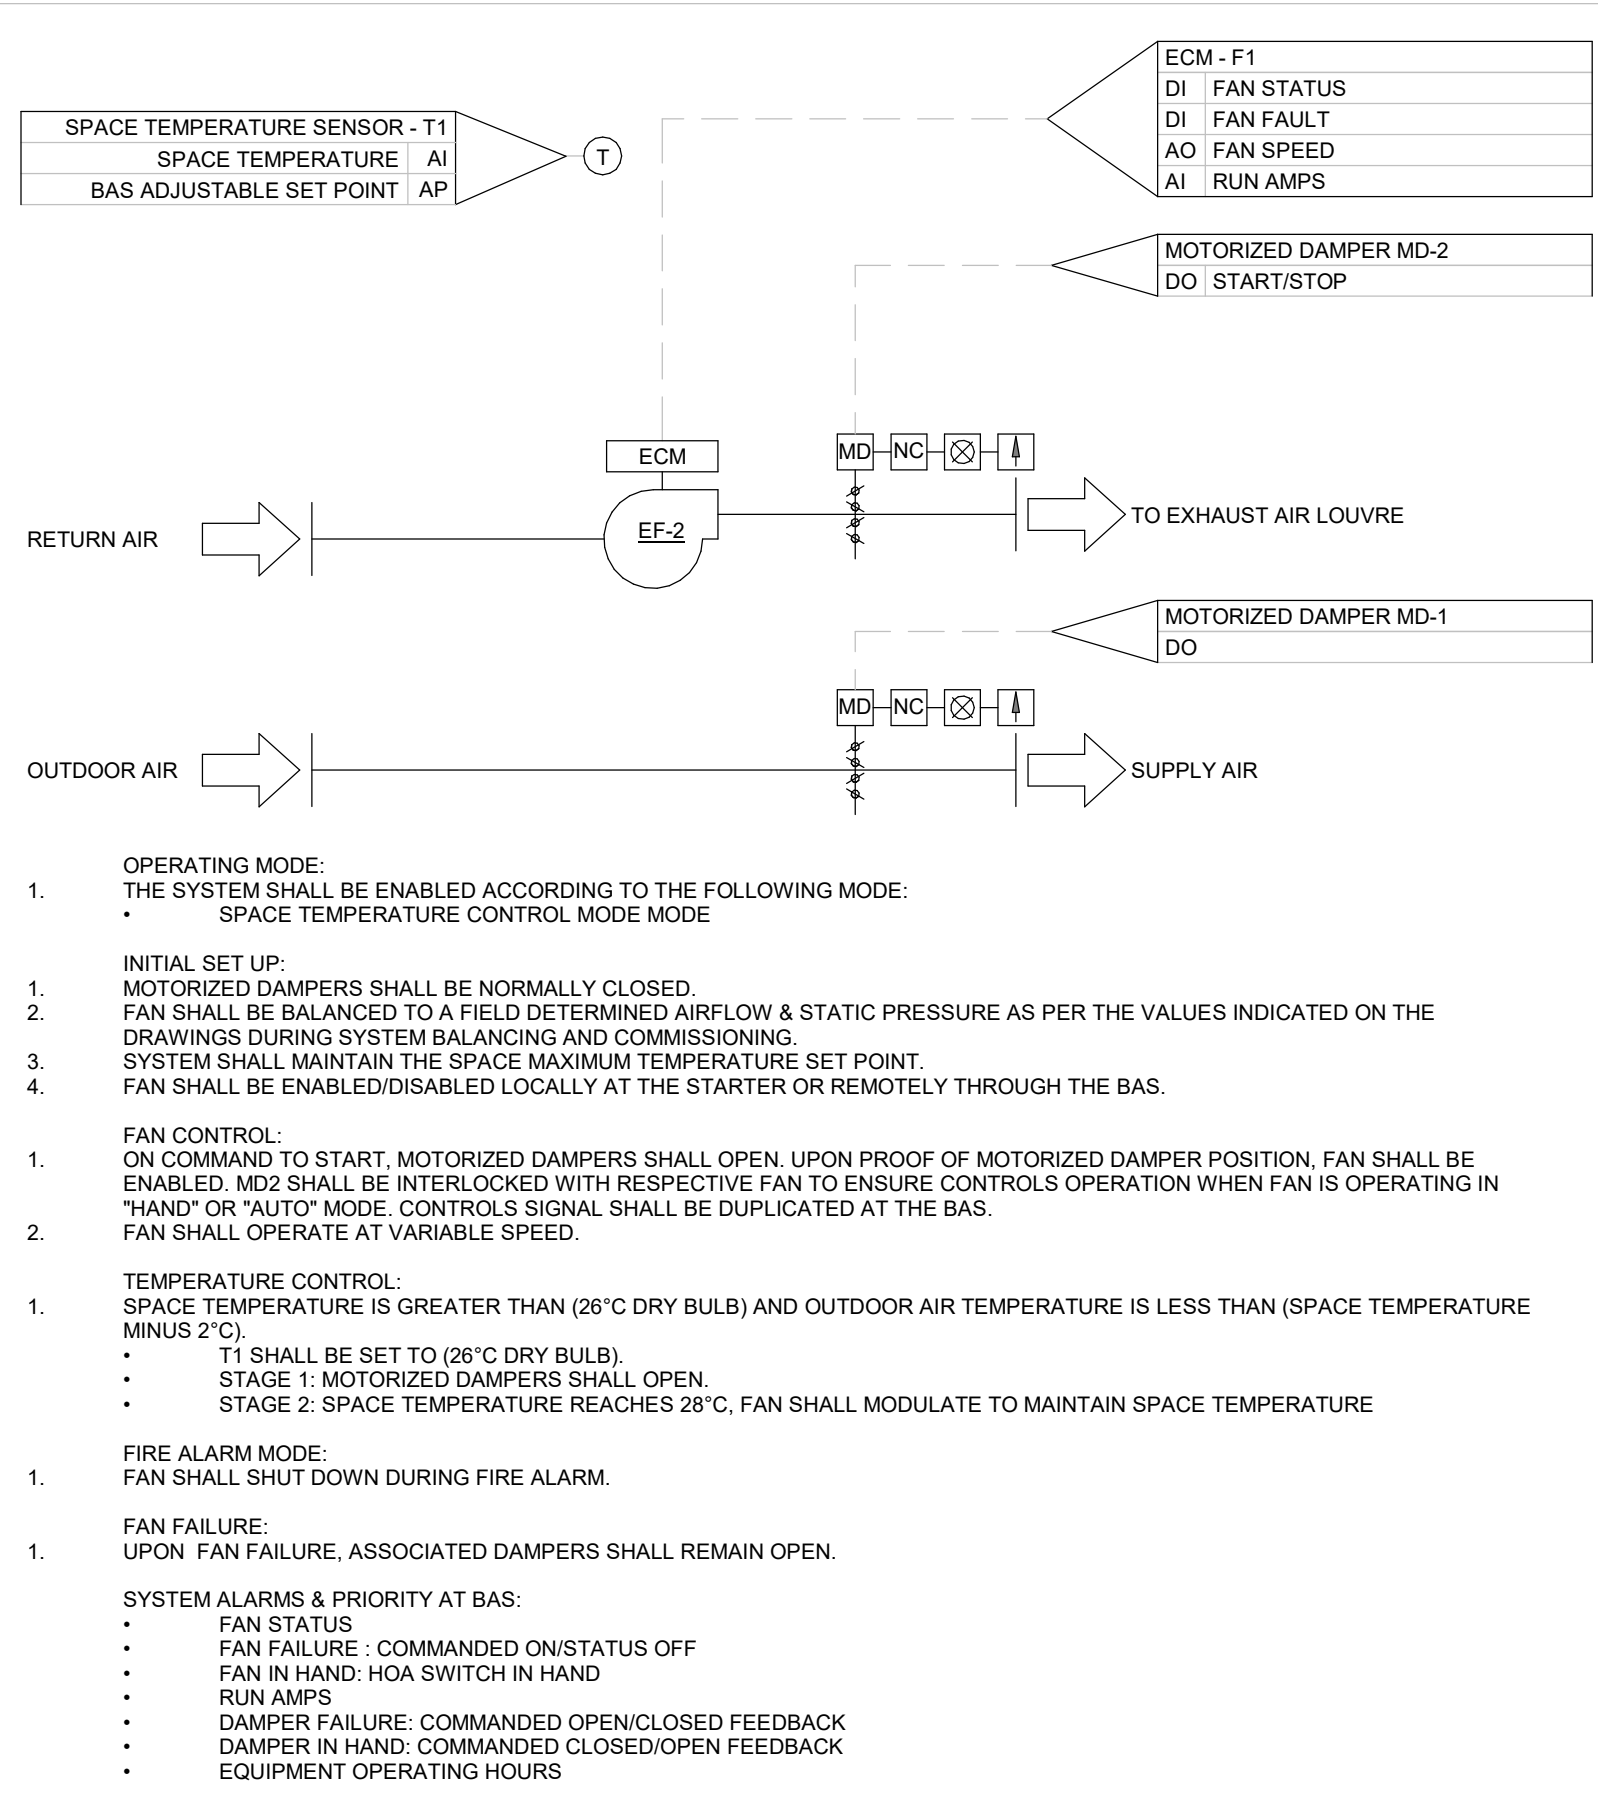 ECM - F1
DI FAN STATUS
DI FAN FAULT
AO FAN SPEED
AI RUN AMPS
SPACE TEMPERATURE SENSOR - T1
SPACE TEMPERATURE AI
BAS ADJUSTABLE SET POINT AP
T
MOTORIZED DAMPER MD-2
DO START/STOP
ECM
MD NC
EF-2
RETURN AIR
TO EXHAUST AIR LOUVRE
MOTORIZED DAMPER MD-1
DO
MD NC
OUTDOOR AIR
SUPPLY AIR
OPERATING MODE:
1. THE SYSTEM SHALL BE ENABLED ACCORDING TO THE FOLLOWING MODE:
• SPACE TEMPERATURE CONTROL MODE MODE
INITIAL SET UP:
1. MOTORIZED DAMPERS SHALL BE NORMALLY CLOSED.
2. FAN SHALL BE BALANCED TO A FIELD DETERMINED AIRFLOW & STATIC PRESSURE AS PER THE VALUES INDICATED ON THE
DRAWINGS DURING SYSTEM BALANCING AND COMMISSIONING.
3. SYSTEM SHALL MAINTAIN THE SPACE MAXIMUM TEMPERATURE SET POINT.
4. FAN SHALL BE ENABLED/DISABLED LOCALLY AT THE STARTER OR REMOTELY THROUGH THE BAS.
FAN CONTROL:
1. ON COMMAND TO START, MOTORIZED DAMPERS SHALL OPEN. UPON PROOF OF MOTORIZED DAMPER POSITION, FAN SHALL BE
ENABLED. MD2 SHALL BE INTERLOCKED WITH RESPECTIVE FAN TO ENSURE CONTROLS OPERATION WHEN FAN IS OPERATING IN
"HAND" OR "AUTO" MODE. CONTROLS SIGNAL SHALL BE DUPLICATED AT THE BAS.
2. FAN SHALL OPERATE AT VARIABLE SPEED.
TEMPERATURE CONTROL:
1. SPACE TEMPERATURE IS GREATER THAN (26°C DRY BULB) AND OUTDOOR AIR TEMPERATURE IS LESS THAN (SPACE TEMPERATURE
MINUS 2°C).
• T1 SHALL BE SET TO (26°C DRY BULB).
• STAGE 1: MOTORIZED DAMPERS SHALL OPEN.
• STAGE 2: SPACE TEMPERATURE REACHES 28°C, FAN SHALL MODULATE TO MAINTAIN SPACE TEMPERATURE
FIRE ALARM MODE:
1. FAN SHALL SHUT DOWN DURING FIRE ALARM.
FAN FAILURE:
1. UPON FAN FAILURE, ASSOCIATED DAMPERS SHALL REMAIN OPEN.
SYSTEM ALARMS & PRIORITY AT BAS:
• FAN STATUS
• FAN FAILURE : COMMANDED ON/STATUS OFF
• FAN IN HAND: HOA SWITCH IN HAND
• RUN AMPS
• DAMPER FAILURE: COMMANDED OPEN/CLOSED FEEDBACK
• DAMPER IN HAND: COMMANDED CLOSED/OPEN FEEDBACK
• EQUIPMENT OPERATING HOURS